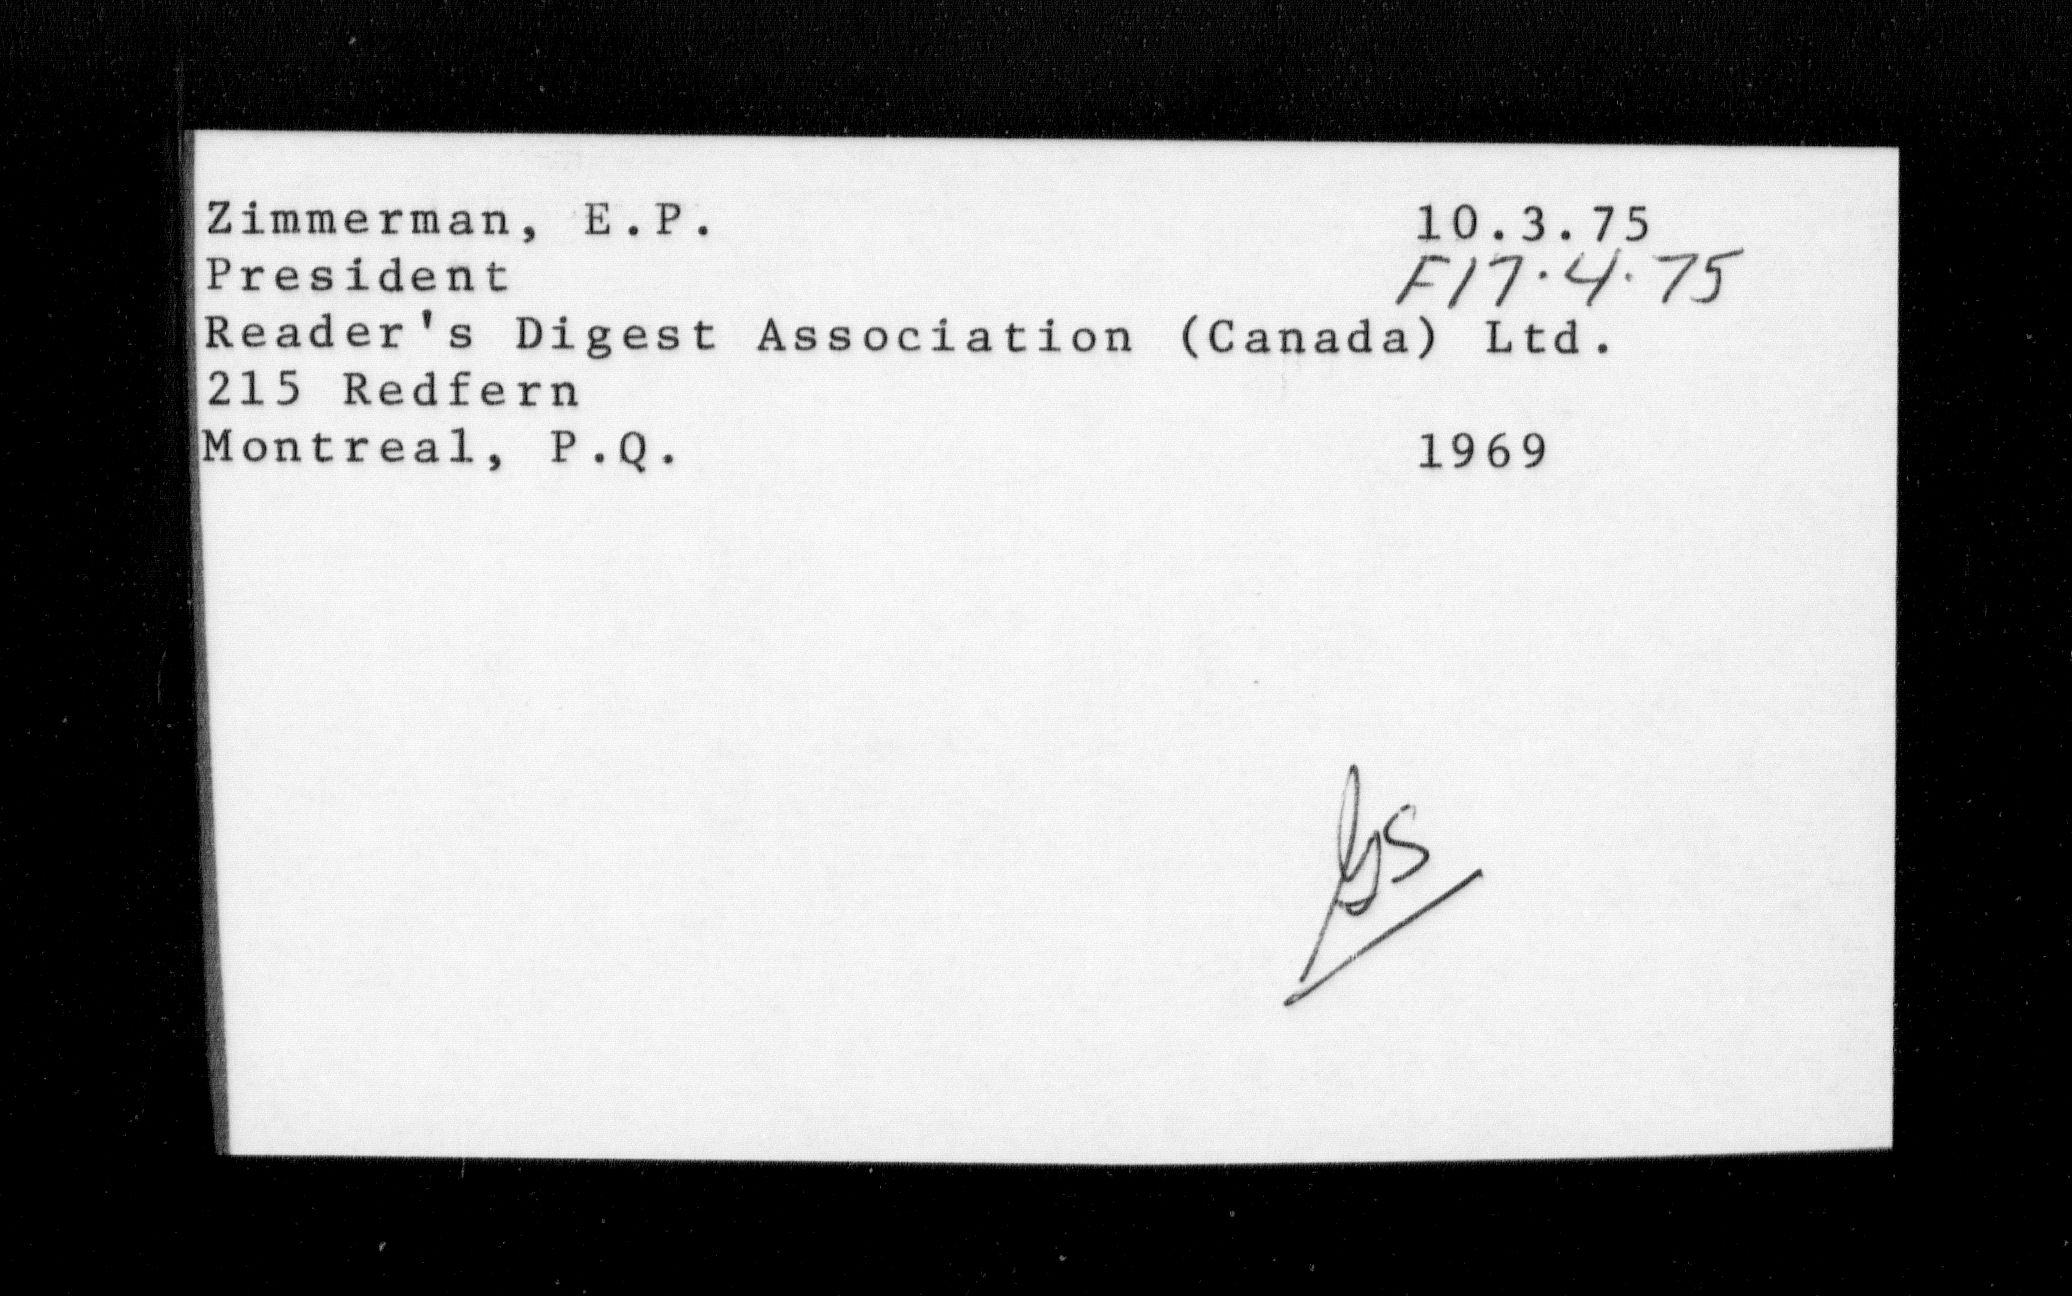 Zimmerman, E.P. 10.3.75
President F17.4.75
Reader's Digest Association (Canada) Ltd.
215 Redfern
Montreal, P.Q. 1969